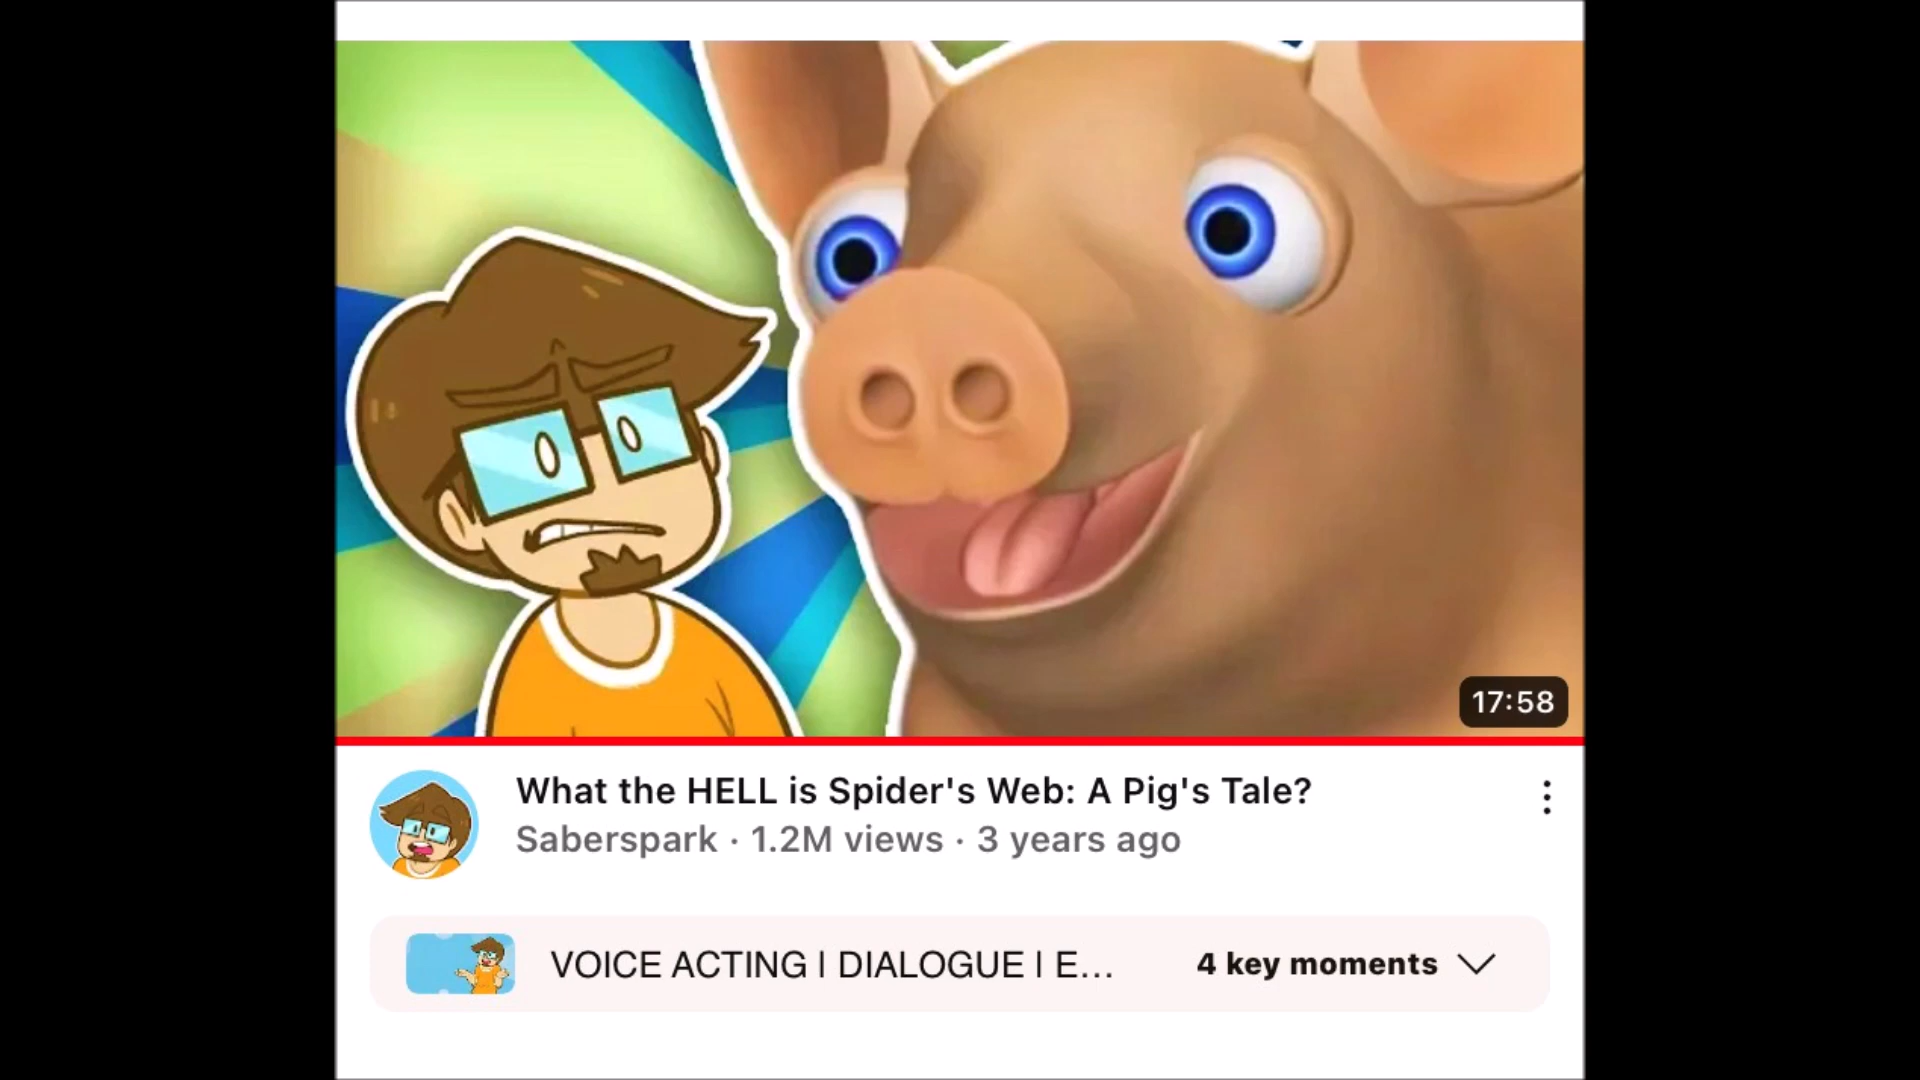 17:58
What the HELL is Spider's Web: A Pig's Tale?
Saberspark · 1.2M views · 3 years ago
VOICE ACTING | DIALOGUE | E... 4 key moments